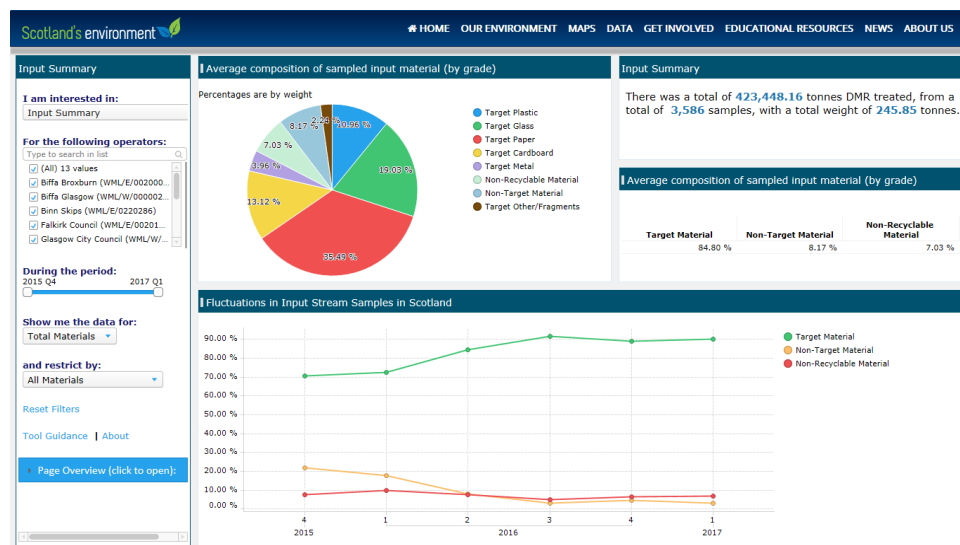 Scotland's environment
HOME OUR ENVIRONMENT MAPS DATA GET INVOLVED EDUCATIONAL RESOURCES NEWS ABOUT US
Input Summary
I am interested in:
Input Summary
For the following operators:
Type to search in list
(All) 13 values
Biffa Broxburn (WML/E/002000...
Biffa Glasgow (WML/W/000002...
Binn Skips (WML/E/0220286)
Falkirk Council (WML/E/00201...
Glasgow City Council (WML/W/...
During the period:
2015 Q4 2017 Q1
Show me the data for:
Total Materials
and restrict by:
All Materials
Reset Filters
Tool Guidance | About
Page Overview (click to open):
Average composition of sampled input material (by grade)
Percentages are by weight
2.24 %
10.96 %
8.17 %
7.03 %
19.03 %
3.96 %
13.12 %
35.49 %
Target Plastic
Target Glass
Target Paper
Target Cardboard
Target Metal
Non-Recyclable Material
Non-Target Material
Target Other/Fragments
Input Summary
There was a total of 423,448.16 tonnes DMR treated, from a
total of 3,586 samples, with a total weight of 245.85 tonnes.
Average composition of sampled input material (by grade)
Non-Recyclable
Target Material Non-Target Material Material
84.80 % 8.17 % 7.03 %
Fluctuations in Input Stream Samples in Scotland
90.00 %
80.00 %
70.00 %
60.00 %
50.00 %
40.00 %
30.00 %
20.00 %
10.00 %
0.00 %
4 1 2 3 4 1
2015 2016 2017
Target Material
Non-Target Material
Non-Recyclable Material